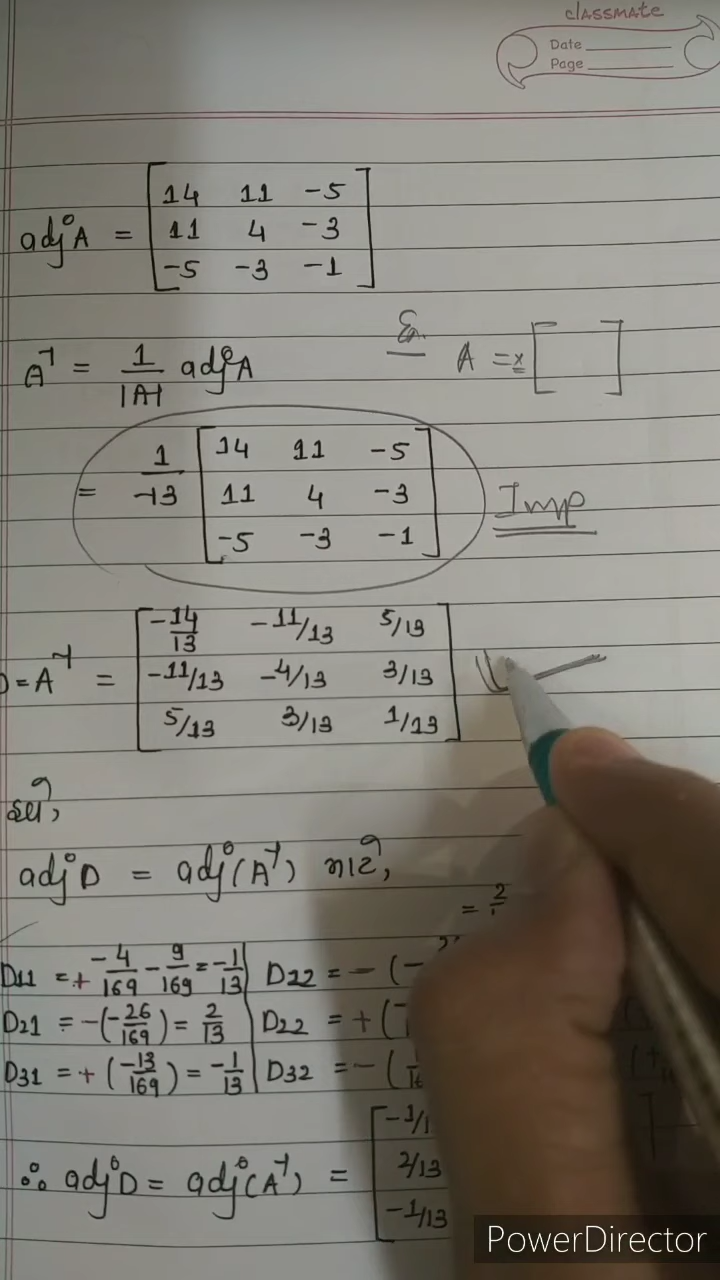 classmate
Date
Page
adj A = [14 11 -5
11 4 -3
-5 -3 -1]
A⁻¹ = 1/|A| adj A
A = x [ ]
= 1/-13 [14 11 -5
11 4 -3
-5 -3 -1]
Imp
D = A⁻¹ = [-14/13 -11/13 5/13
-11/13 -4/13 3/13
5/13 3/13 1/13]
adj D = adj (A⁻¹)
D11 = + -4/169 - 9/169 = -1/13 D22 = - (-
D21 = -(-26/169) = 2/13 D22 = + (
D31 = + (-13/169) = -1/13 D32 = - (
∴ adj D = adj (A⁻¹) = [-1/1
2/13
-1/13
PowerDirector